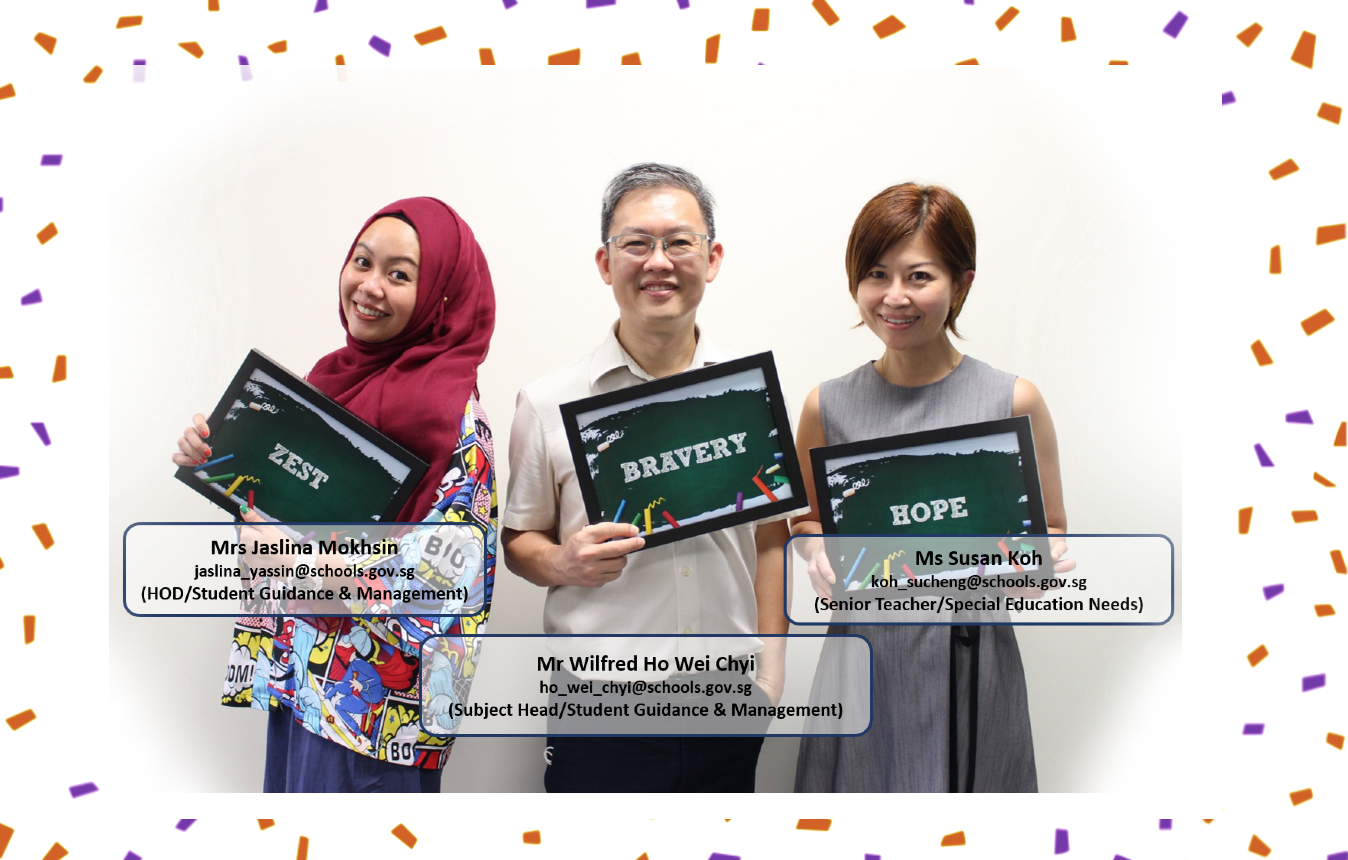 ZEST
BRAVERY
HOPE
Mrs Jaslina Mokhsin
jaslina_yassin@schools.gov.sg
(HOD/Student Guidance & Management)
Ms Susan Koh
koh_sucheng@schools.gov.sg
(Senior Teacher/Special Education Needs)
Mr Wilfred Ho Wei Chyi
ho_wei_chyi@schools.gov.sg
(Subject Head/Student Guidance & Management)
BOM!
BO